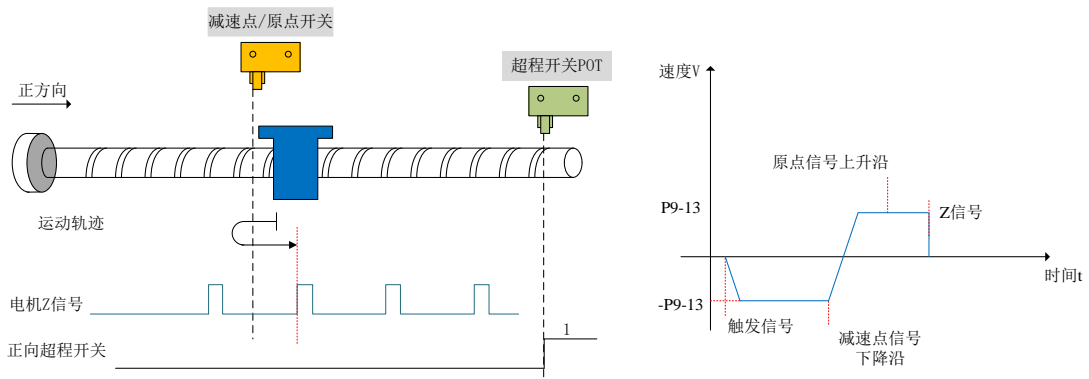 减速点/原点开关
超程开关POT
正方向
运动轨迹
电机Z信号
正向超程开关
1
速度V
原点信号上升沿
P9-13
Z信号
时间t
-P9-13
触发信号
减速点信号
下降沿